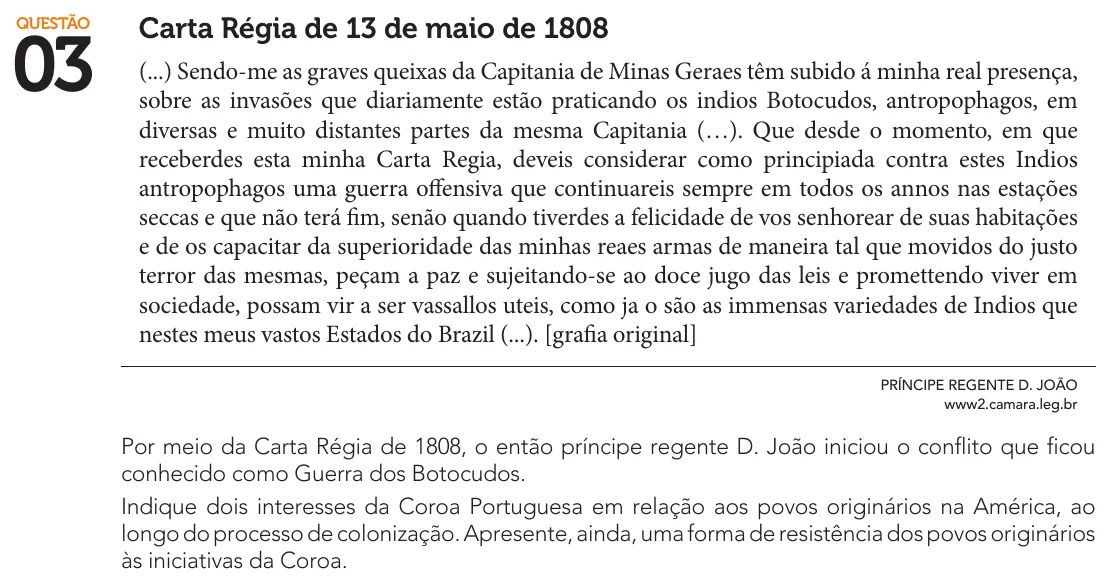 QUESTÃO
03
Carta Régia de 13 de maio de 1808
(...) Sendo-me as graves queixas da Capitania de Minas Geraes têm subido á minha real presença,
sobre as invasões que diariamente estão praticando os indios Botocudos, antropophagos, em
diversas e muito distantes partes da mesma Capitania (…). Que desde o momento, em que
receberdes esta minha Carta Regia, deveis considerar como principiada contra estes Indios
antropophagos uma guerra offensiva que continuareis sempre em todos os annos nas estações
seccas e que não terá fim, senão quando tiverdes a felicidade de vos senhorear de suas habitações
e de os capacitar da superioridade das minhas reaes armas de maneira tal que movidos do justo
terror das mesmas, peçam a paz e sujeitando-se ao doce jugo das leis e promettendo viver em
sociedade, possam vir a ser vassallos uteis, como ja o são as immensas variedades de Indios que
nestes meus vastos Estados do Brazil (...). [grafia original]
PRÍNCIPE REGENTE D. JOÃO
www2.camara.leg.br
Por meio da Carta Régia de 1808, o então príncipe regente D. João iniciou o conflito que ficou
conhecido como Guerra dos Botocudos.
Indique dois interesses da Coroa Portuguesa em relação aos povos originários na América, ao
longo do processo de colonização. Apresente, ainda, uma forma de resistência dos povos originários
às iniciativas da Coroa.